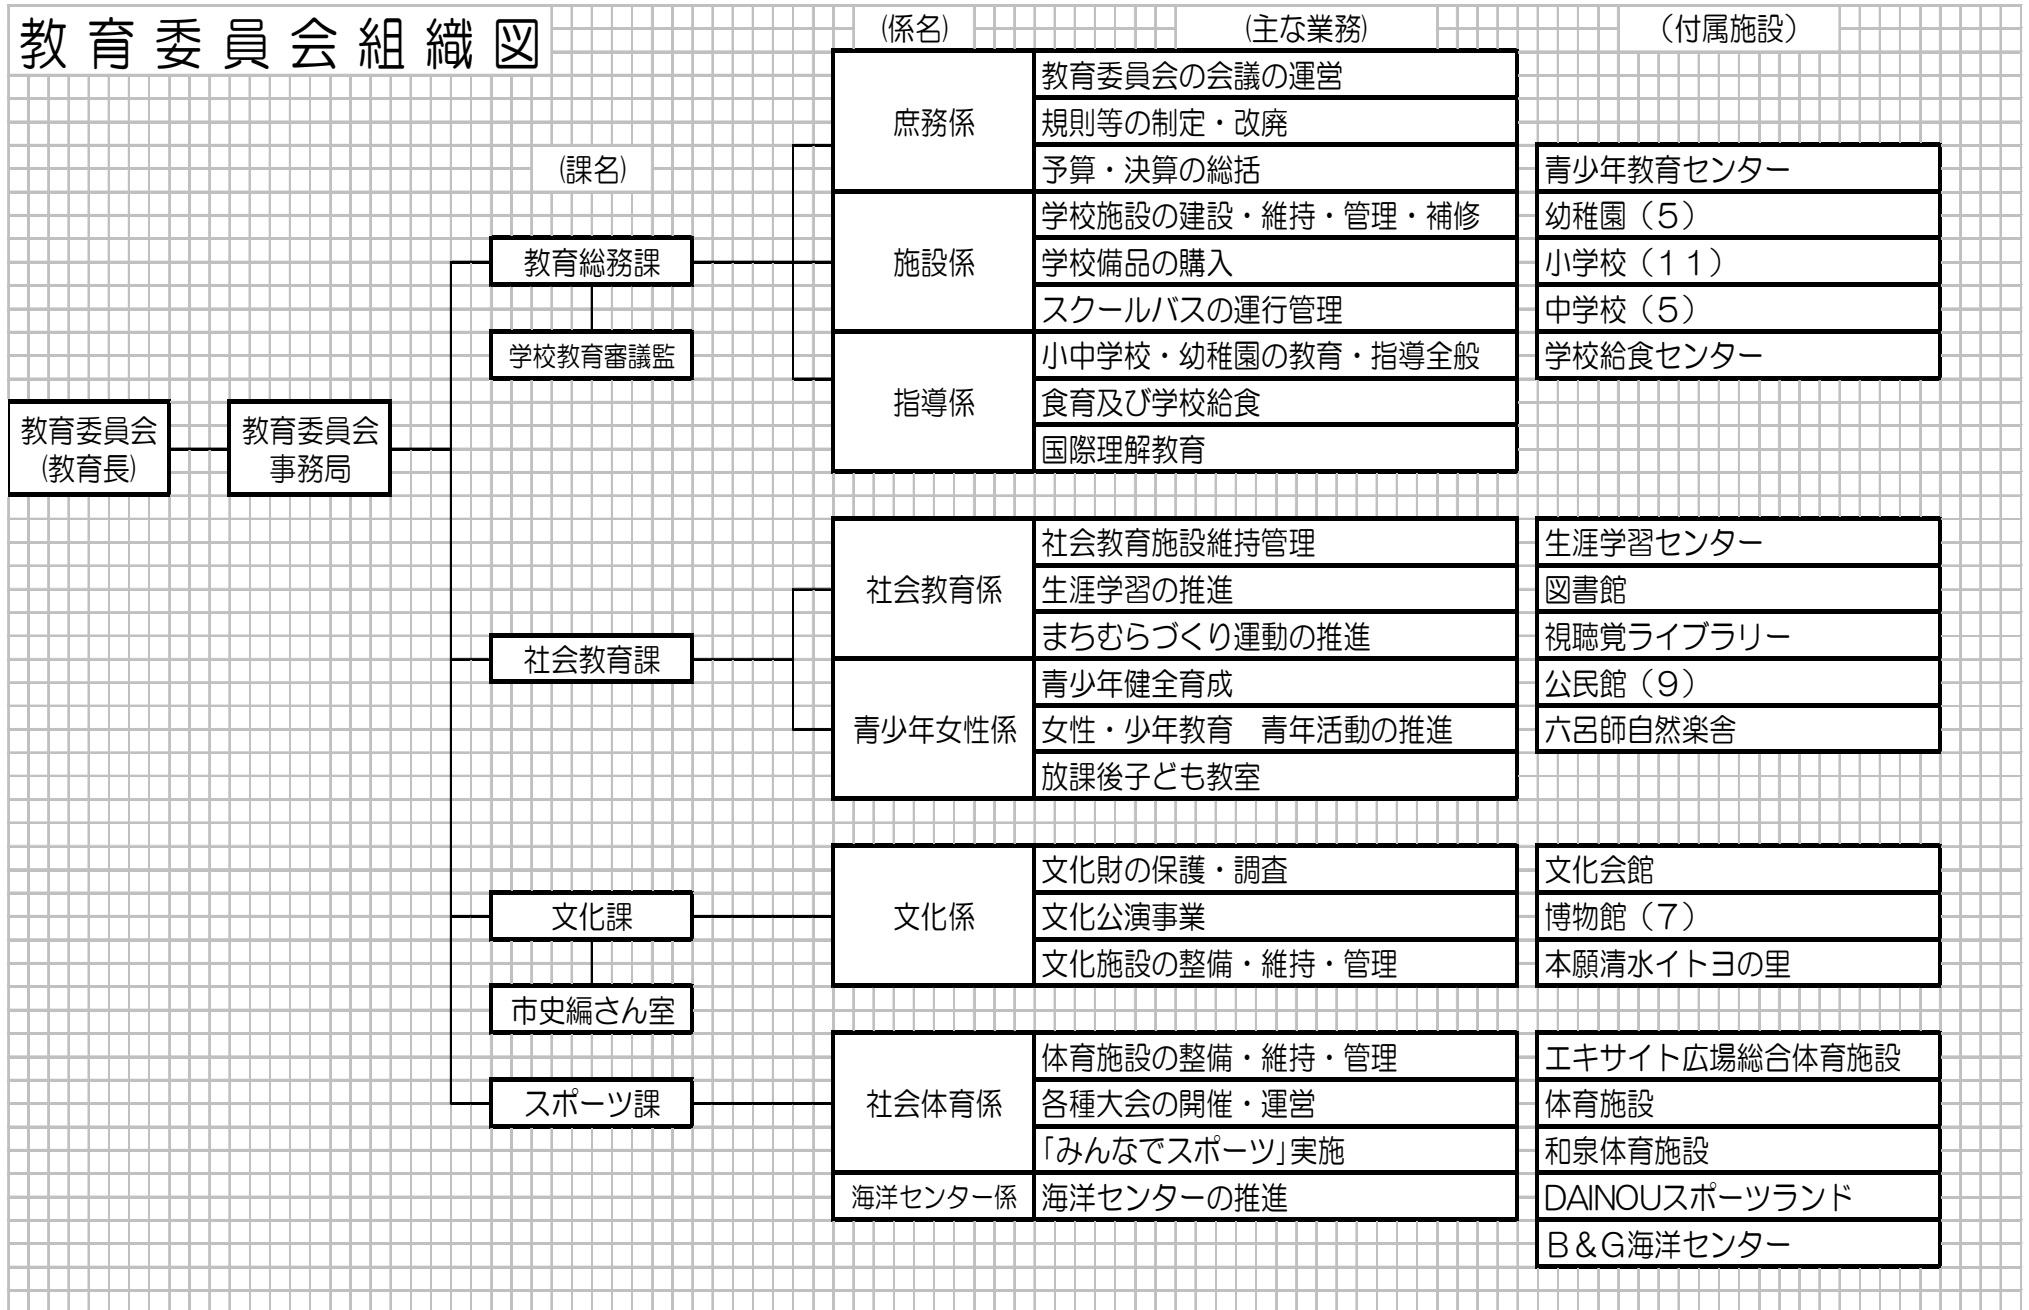 教育委員会組織図
(係名)
(主な業務)
（付属施設）
(課名)
教育委員会
(教育長)
教育委員会
事務局
教育総務課
学校教育審議監
庶務係
教育委員会の会議の運営
規則等の制定・改廃
予算・決算の総括
施設係
学校施設の建設・維持・管理・補修
学校備品の購入
スクールバスの運行管理
指導係
小中学校・幼稚園の教育・指導全般
食育及び学校給食
国際理解教育
青少年教育センター
幼稚園（５）
小学校（１１）
中学校（５）
学校給食センター
社会教育課
社会教育係
社会教育施設維持管理
生涯学習の推進
まちむらづくり運動の推進
青少年女性係
青少年健全育成
女性・少年教育　青年活動の推進
放課後子ども教室
生涯学習センター
図書館
視聴覚ライブラリー
公民館（９）
六呂師自然楽舎
文化課
市史編さん室
文化係
文化財の保護・調査
文化公演事業
文化施設の整備・維持・管理
文化会館
博物館（７）
本願清水イトヨの里
スポーツ課
社会体育係
体育施設の整備・維持・管理
各種大会の開催・運営
｢みんなでスポーツ｣実施
海洋センター係
海洋センターの推進
エキサイト広場総合体育施設
体育施設
和泉体育施設
DAINOUスポーツランド
Ｂ＆Ｇ海洋センター